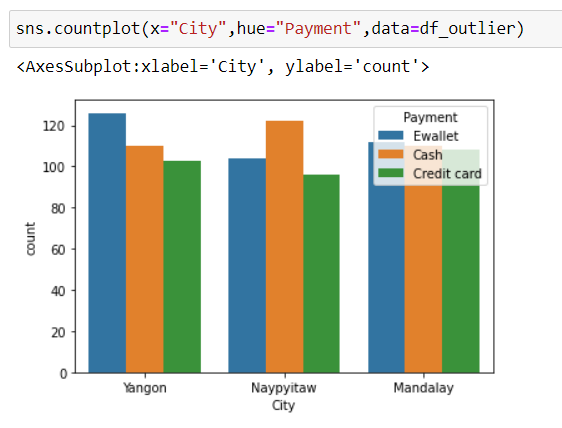 sns.countplot(x="City",hue="Payment",data=df_outlier)
<AxesSubplot:xlabel='City', ylabel='count'>
Payment
Ewallet
Cash
Credit card
120
100
80
60
40
20
0
count
Yangon Naypyitaw Mandalay
City